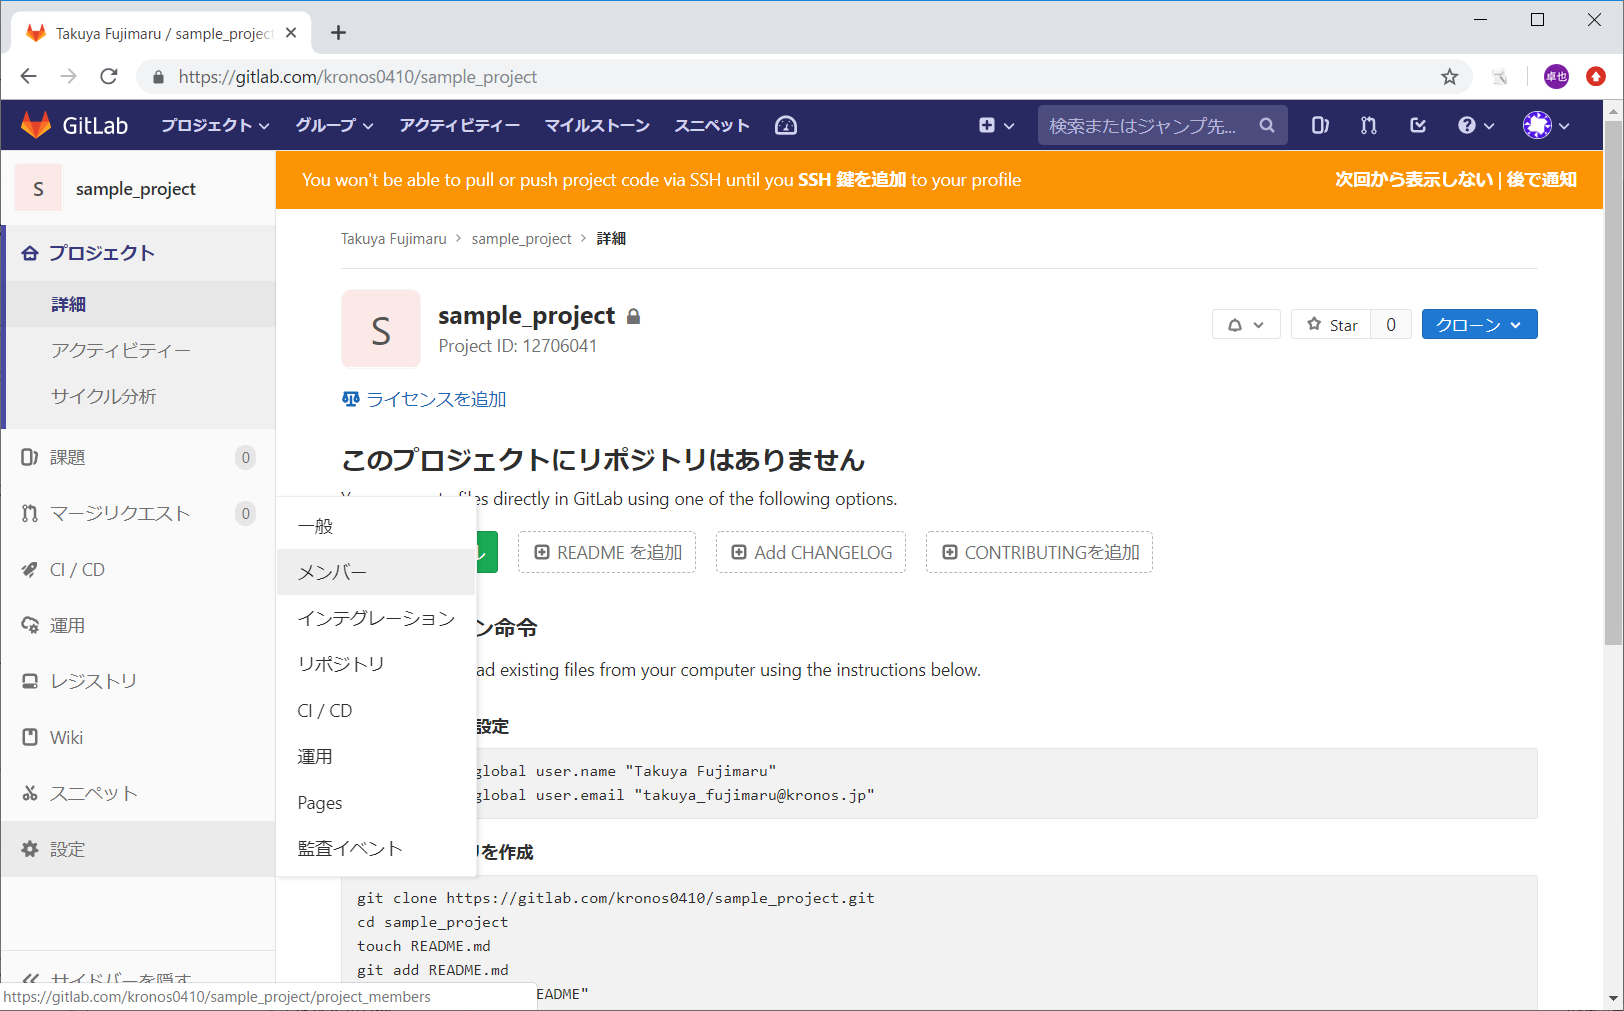 Takuya Fujimaru / sample_project
https://gitlab.com/kronos0410/sample_project
卓也
GitLab
プロジェクト
グループ
アクティビティー
マイルストーン
スニペット
検索またはジャンプ先...
S
sample_project
プロジェクト
詳細
アクティビティー
サイクル分析
課題
0
マージリクエスト
0
CI / CD
運用
レジストリ
Wiki
スニペット
設定
サイドバーを隠す
https://gitlab.com/kronos0410/sample_project/project_members
一般
メンバー
インテグレーション
リポジトリ
CI / CD
運用
Pages
監査イベント
You won't be able to pull or push project code via SSH until you SSH 鍵を追加 to your profile
次回から表示しない | 後で通知
Takuya Fujimaru > sample_project > 詳細
S
sample_project
Project ID: 12706041
Star
0
クローン
ライセンスを追加
このプロジェクトにリポジトリはありません
files directly in GitLab using one of the following options.
ル
README を追加
Add CHANGELOG
CONTRIBUTINGを追加
ン命令
ad existing files from your computer using the instructions below.
設定
global user.name "Takuya Fujimaru"
global user.email "takuya_fujimaru@kronos.jp"
リを作成
git clone https://gitlab.com/kronos0410/sample_project.git
cd sample_project
touch README.md
git add README.md
EADME"